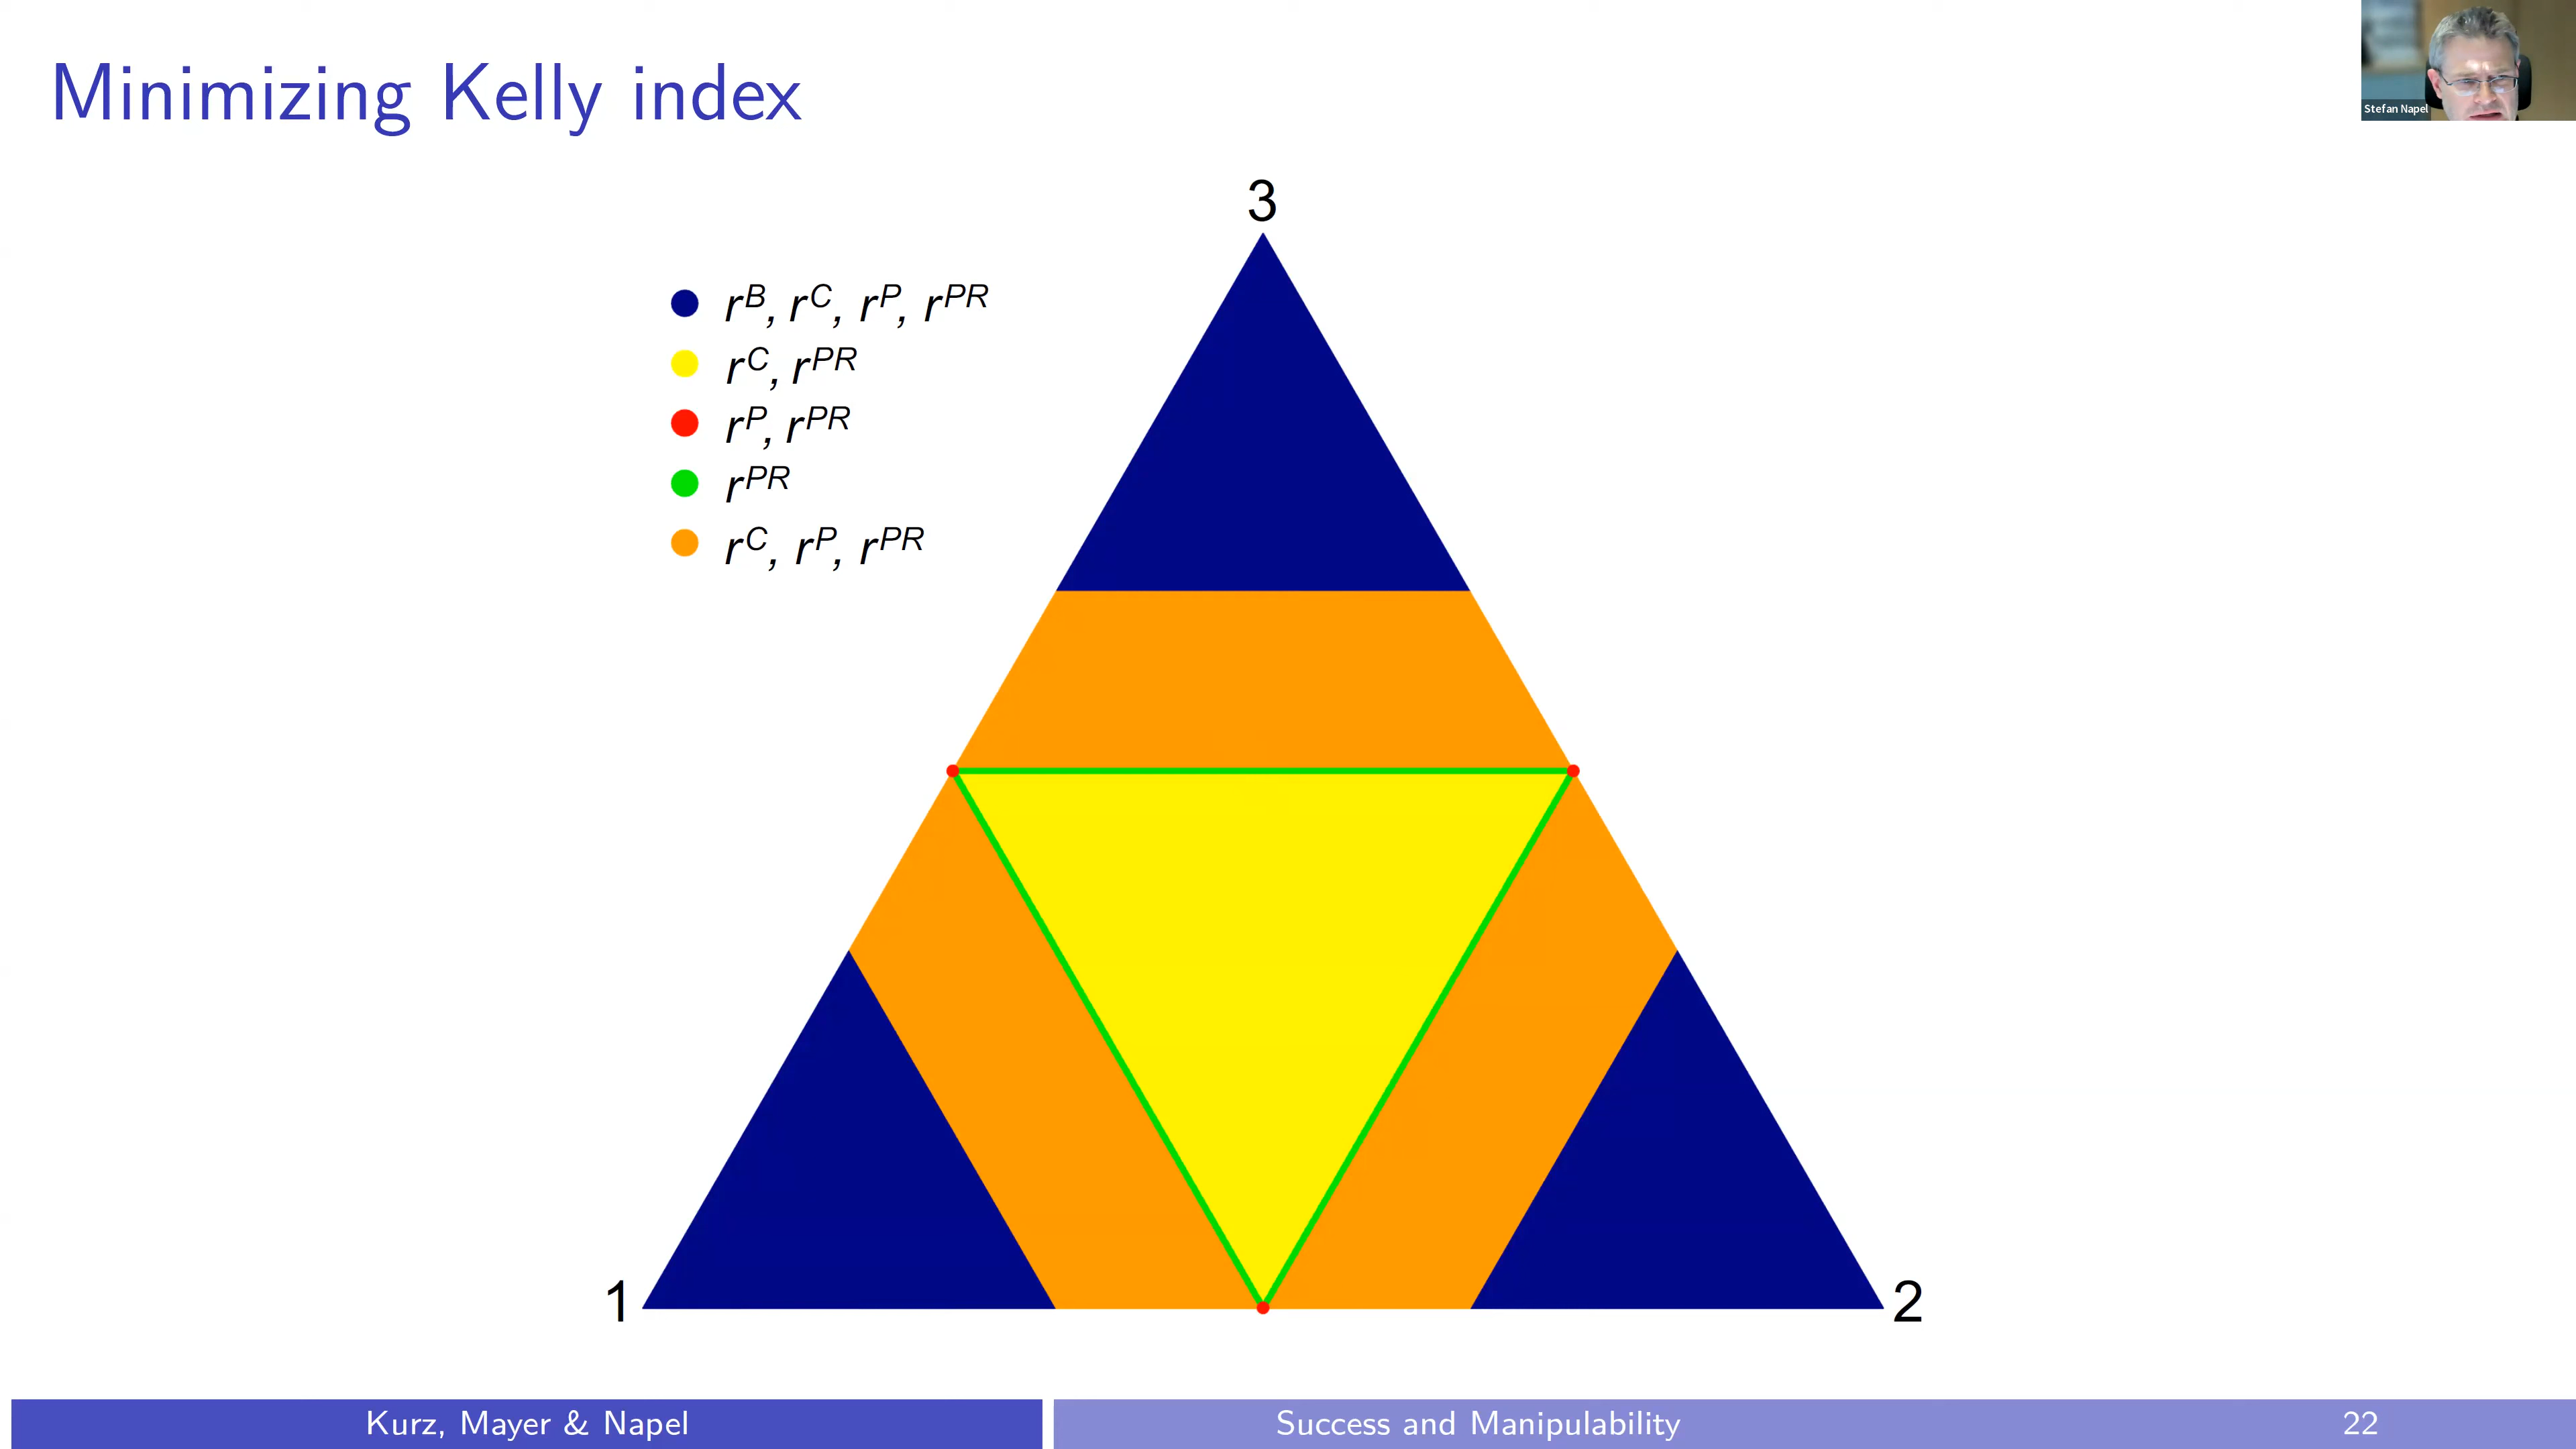 Minimizing Kelly index
Stefan Napel
3
r^B, r^C, r^P, r^PR
r^C, r^PR
r^P, r^PR
r^PR
r^C, r^P, r^PR
1
2
Kurz, Mayer & Napel
Success and Manipulability
22